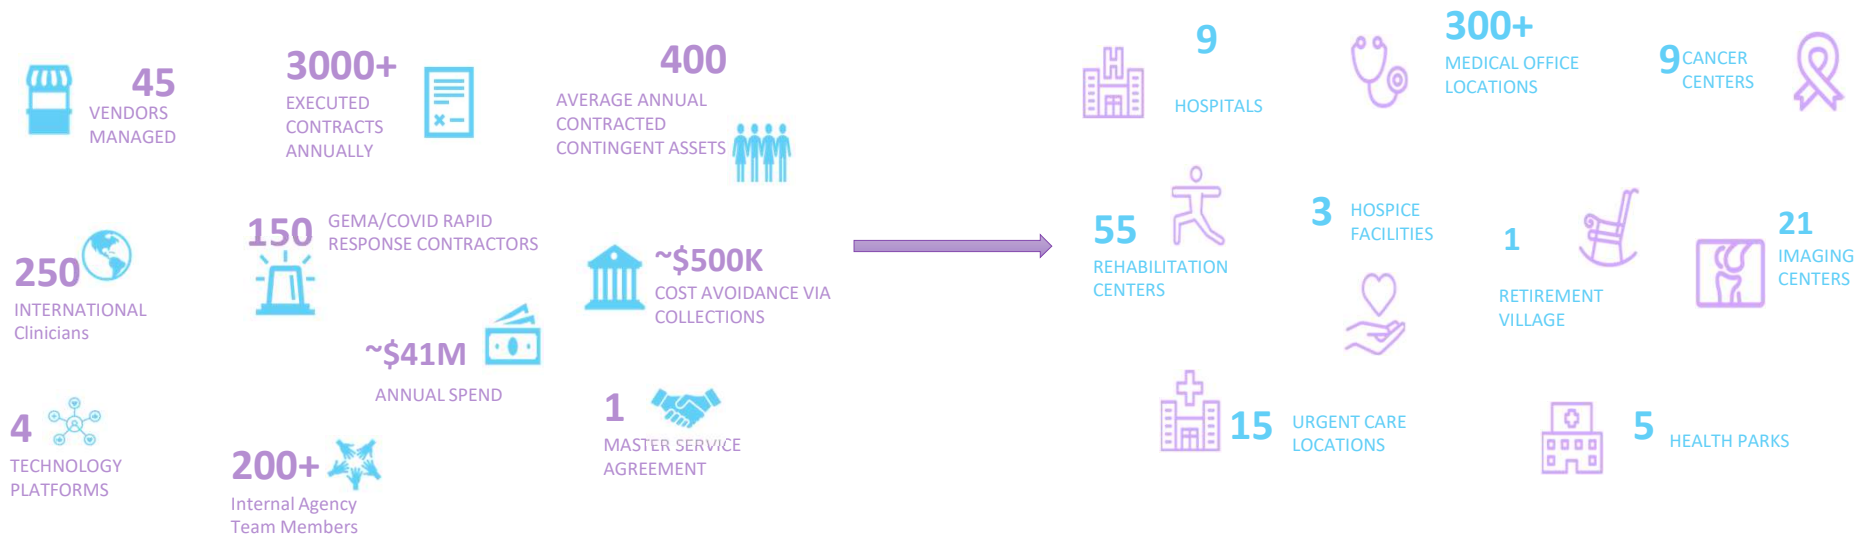 45
VENDORS
MANAGED
3000+
EXECUTED
CONTRACTS
ANNUALLY
400
AVERAGE ANNUAL
CONTRACTED
CONTINGENT ASSETS
250
INTERNATIONAL
Clinicians
150
GEMA/COVID RAPID
RESPONSE CONTRACTORS
~$500K
COST AVOIDANCE VIA
COLLECTIONS
~$41M
ANNUAL SPEND
4
TECHNOLOGY
PLATFORMS
200+
Internal Agency
Team Members
1
MASTER SERVICE
AGREEMENT
9
HOSPITALS
300+
MEDICAL OFFICE
LOCATIONS
9 CANCER
CENTERS
55
REHABILITATION
CENTERS
3 HOSPICE
FACILITIES
1
RETIREMENT
VILLAGE
21
IMAGING
CENTERS
15 URGENT CARE
LOCATIONS
5 HEALTH PARKS